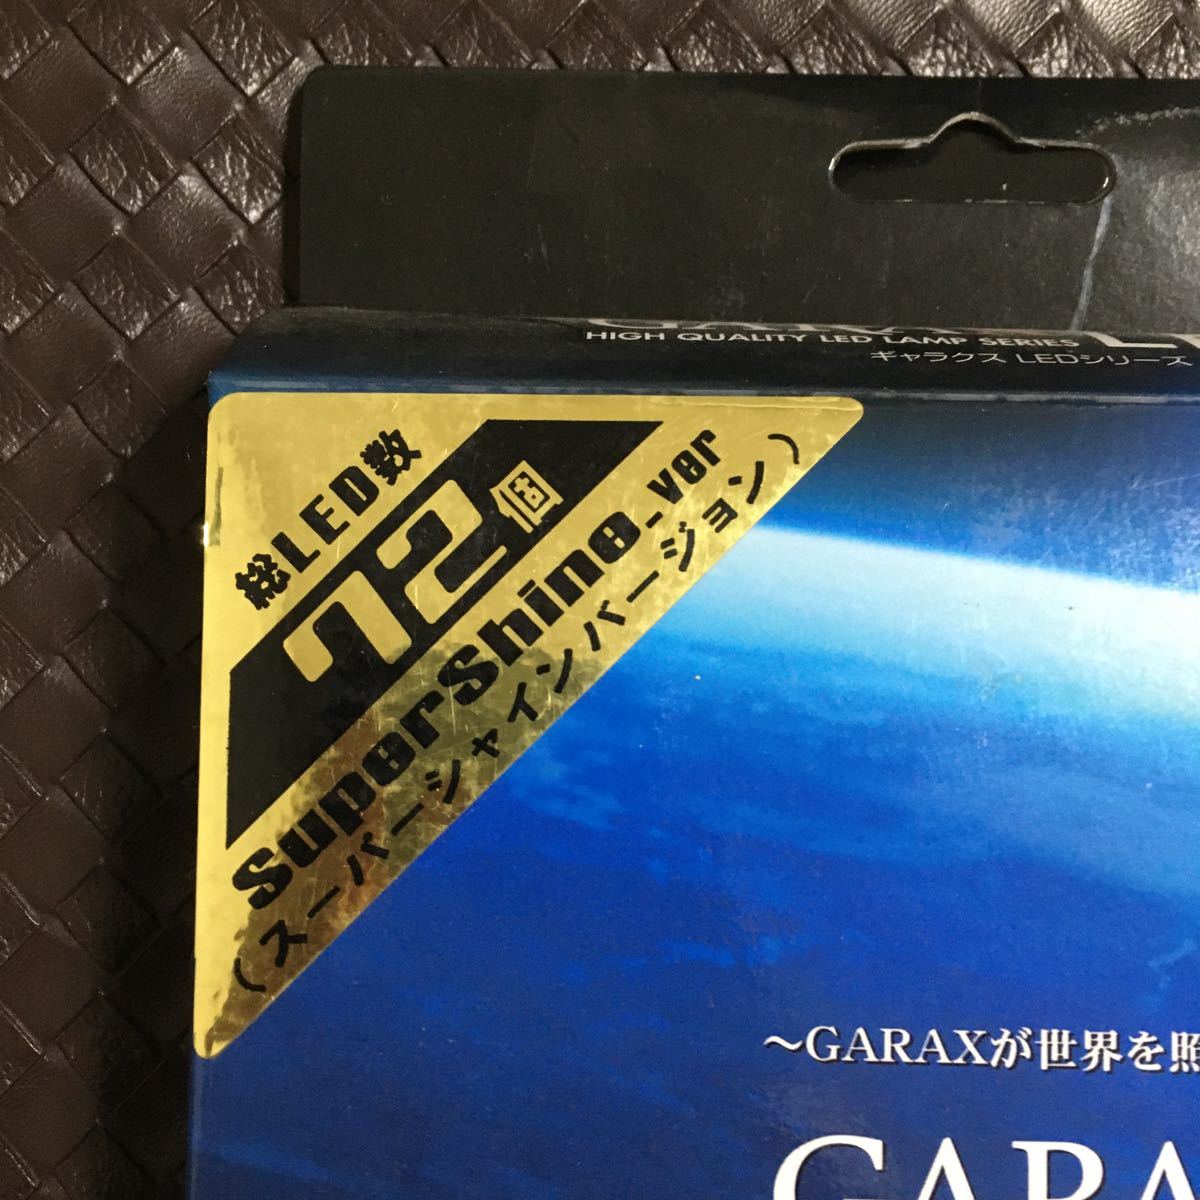 HIGH QUALITY LED LAMP SERIES
ギャラクス LEDシリーズ
総LED数
72個
SuperShine_ver
(スーパーシャインバージョン)
～GARAXが世界を照
GARA